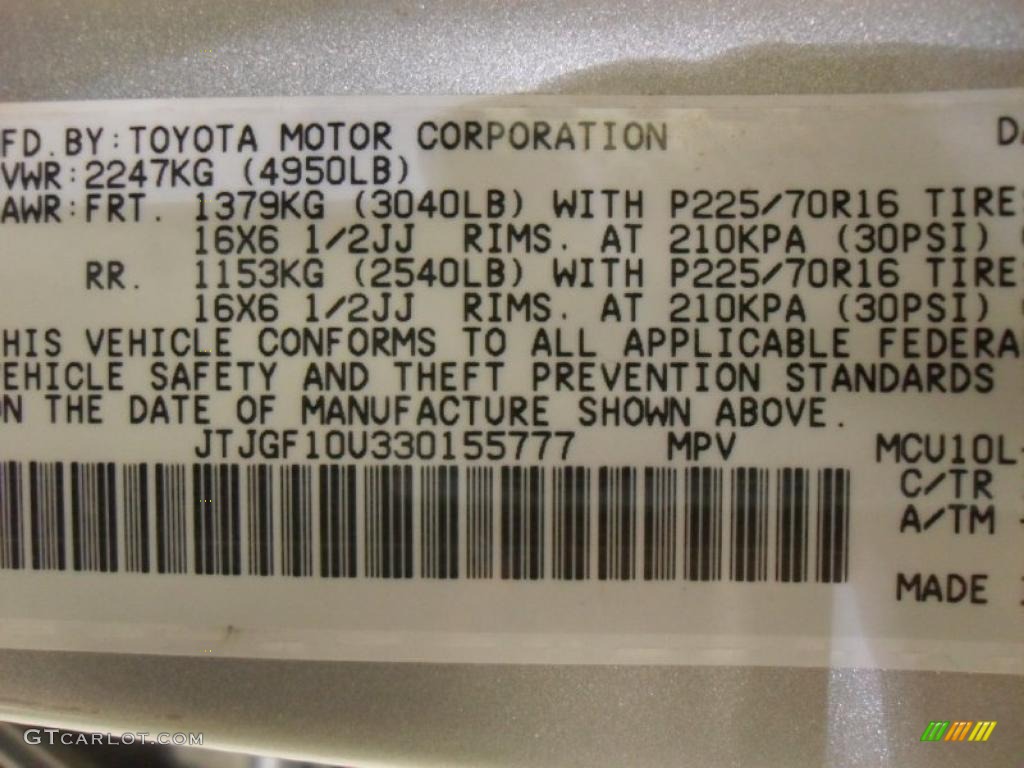 FD.BY:TOYOTA MOTOR CORPORATION DA
VWR:2247KG (4950LB)
AWR:FRT. 1379KG (3040LB) WITH P225/70R16 TIRE
16X6 1/2JJ RIMS. AT 210KPA (30PSI)
RR. 1153KG (2540LB) WITH P225/70R16 TIRE
16X6 1/2JJ RIMS. AT 210KPA (30PSI)
HIS VEHICLE CONFORMS TO ALL APPLICABLE FEDERA
EHICLE SAFETY AND THEFT PREVENTION STANDARDS
N THE DATE OF MANUFACTURE SHOWN ABOVE.
JTJGF10U330155777 MPV MCU10L-
C/TR
A/TM -
MADE
GTCARLOT.COM